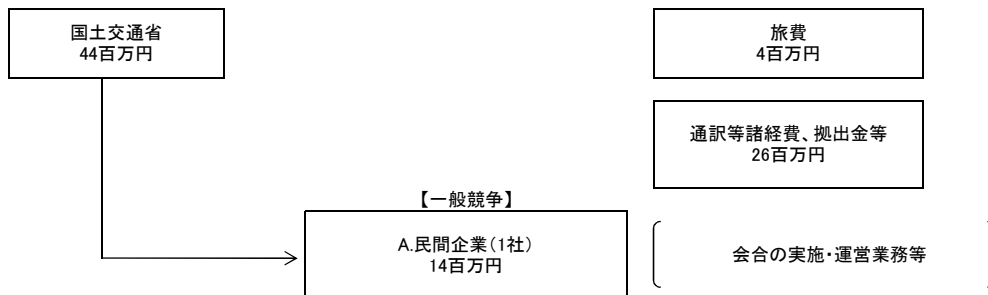 国土交通省
44百万円
旅費
4百万円
通訳等諸経費、拠出金等
26百万円
【一般競争】
A.民間企業(1社)
14百万円
会合の実施・運営業務等